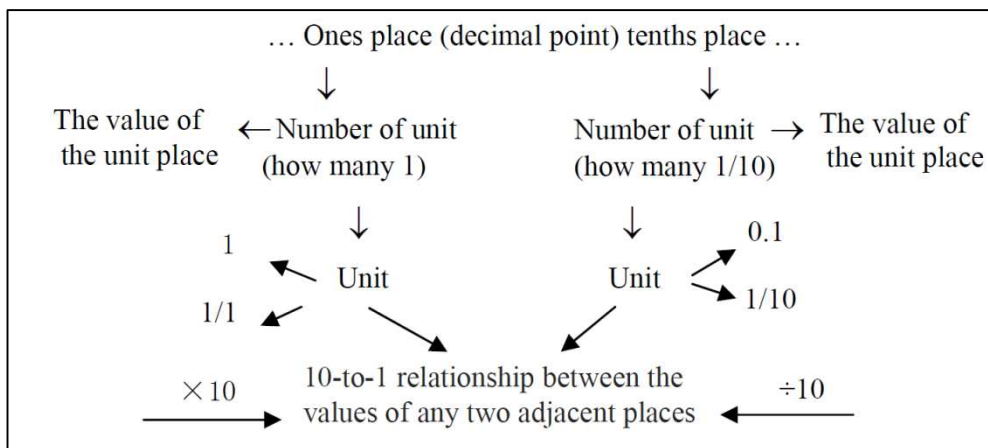 … Ones place (decimal point) tenths place …
↓ ↓
The value of the unit place ← Number of unit (how many 1)
Number of unit (how many 1/10) → The value of the unit place
↓ ↓
1
1/1
Unit
Unit
0.1
1/10
×10
10-to-1 relationship between the
values of any two adjacent places
÷10